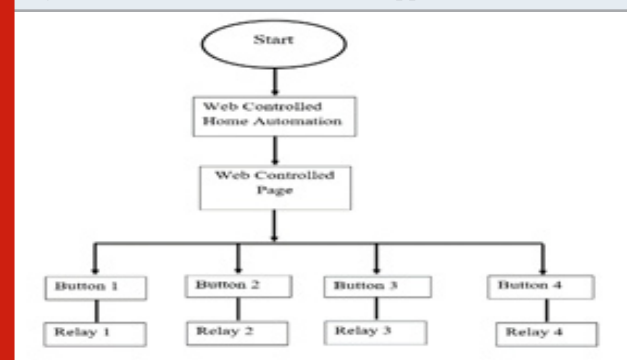 Start
Web Controlled
Home Automation
Web Controlled
Page
Button 1
Button 2
Button 3
Button 4
Relay 1
Relay 2
Relay 3
Relay 4